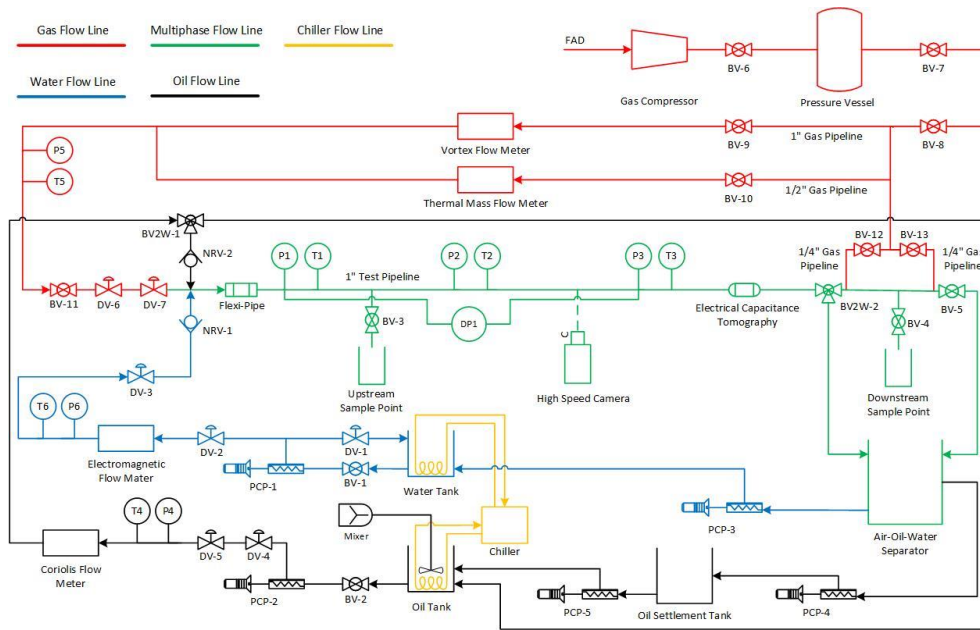 Gas Flow Line
Multiphase Flow Line
Chiller Flow Line
Water Flow Line
Oil Flow Line
FAD
Gas Compressor
BV-6
Pressure Vessel
BV-7
P5
T5
Vortex Flow Meter
BV-9
1" Gas Pipeline
BV-8
Thermal Mass Flow Meter
BV-10
1/2" Gas Pipeline
BV2W-1
NRV-2
BV-12
BV-13
1/4" Gas
Pipeline
1/4" Gas
Pipeline
P1
T1
P2
T2
P3
T3
1" Test Pipeline
BV-11
DV-6
DV-7
Flexi-Pipe
NRV-1
BV-3
DP1
Electrical Capacitance
Tomography
BV2W-2
BV-4
BV-5
C
Upstream
Sample Point
High Speed Camera
Downstream
Sample Point
DV-3
T6
P6
Electromagnetic
Flow Mater
DV-2
DV-1
PCP-1
BV-1
Water Tank
PCP-3
Air-Oil-Water
Separator
T4
P4
Mixer
Chiller
Coriolis Flow
Meter
DV-5
DV-4
PCP-2
BV-2
Oil Tank
PCP-5
Oil Settlement Tank
PCP-4